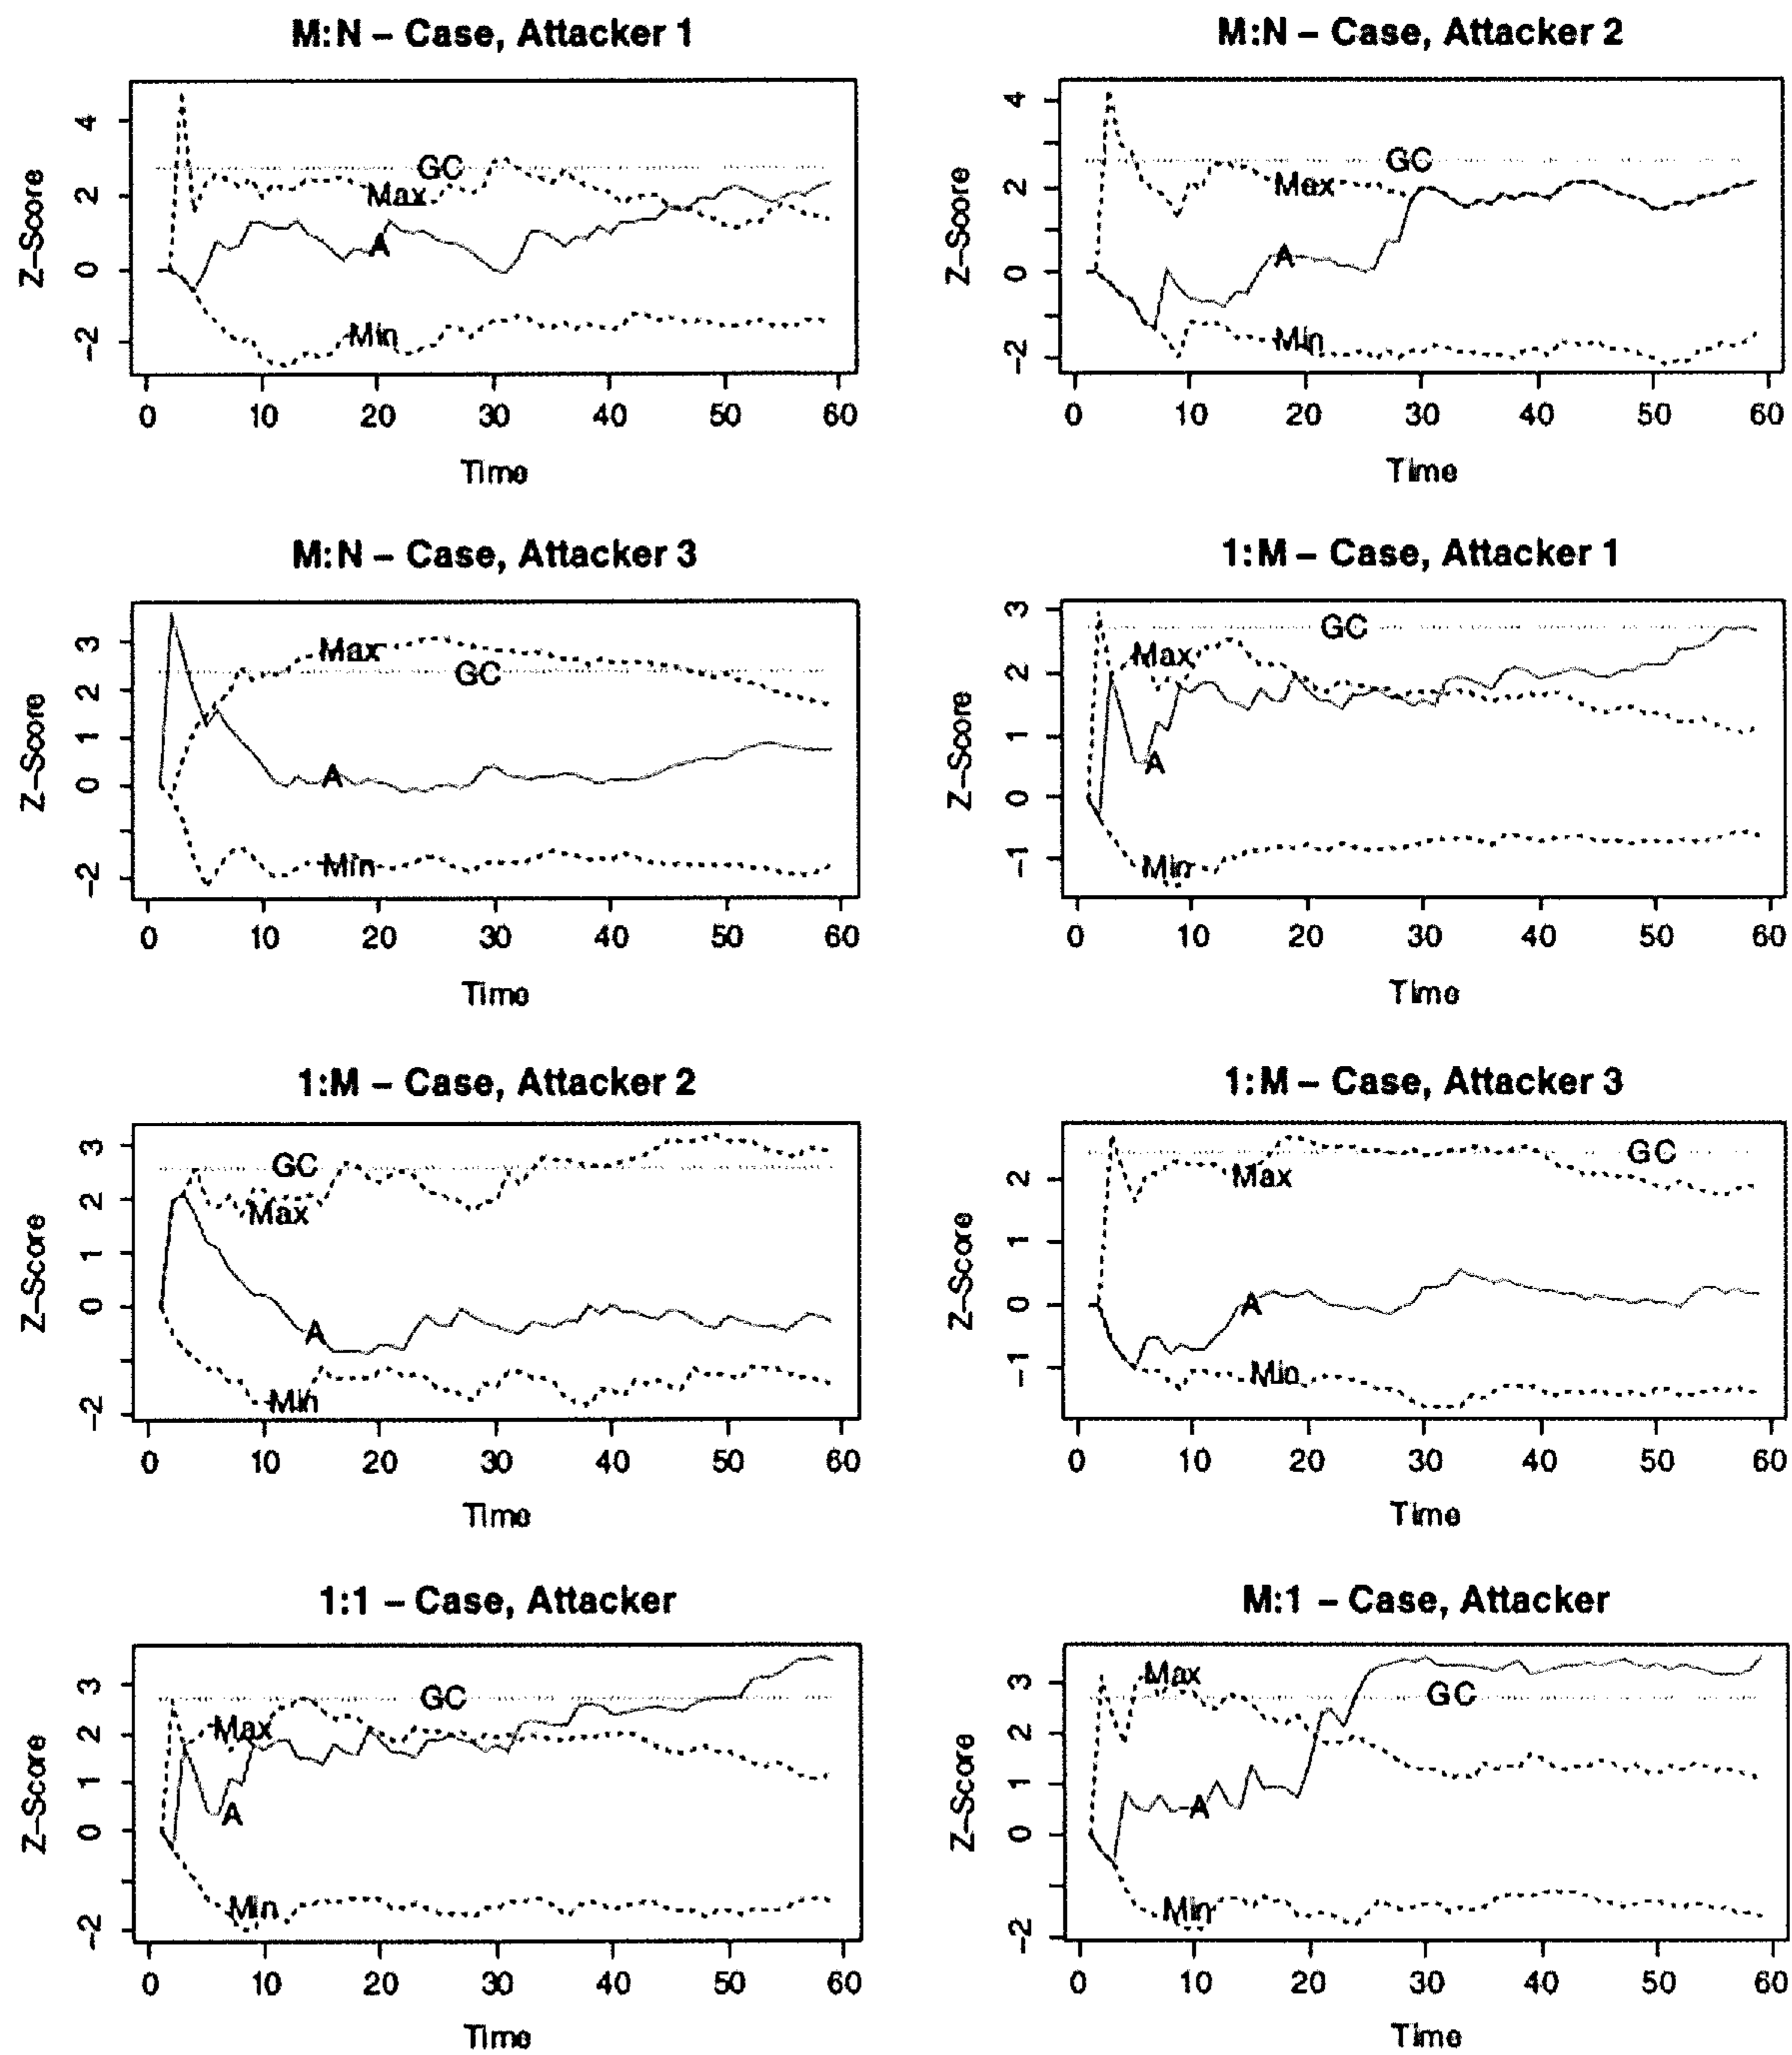 M:N – Case, Attacker 1
M:N – Case, Attacker 2
Z–Score
4
2
0
–2
GC
Max
A
Min
0 10 20 30 40 50 60
Time
Z–Score
4
2
0
–2
GC
Max
A
Min
0 10 20 30 40 50 60
Time
M:N – Case, Attacker 3
1:M – Case, Attacker 1
Z–Score
3
2
1
0
–2
Max
GC
A
Min
0 10 20 30 40 50 60
Time
Z–Score
3
2
1
0
–1
GC
Max
A
Min
0 10 20 30 40 50 60
Time
1:M – Case, Attacker 2
1:M – Case, Attacker 3
Z–Score
3
2
1
0
–2
GC
Max
A
Min
0 10 20 30 40 50 60
Time
Z–Score
2
1
0
–1
GC
Max
A
Min
0 10 20 30 40 50 60
Time
1:1 – Case, Attacker
M:1 – Case, Attacker
Z–Score
3
2
1
0
–2
GC
Max
A
Min
0 10 20 30 40 50 60
Time
Z–Score
3
2
1
0
–2
Max
GC
A
Min
0 10 20 30 40 50 60
Time